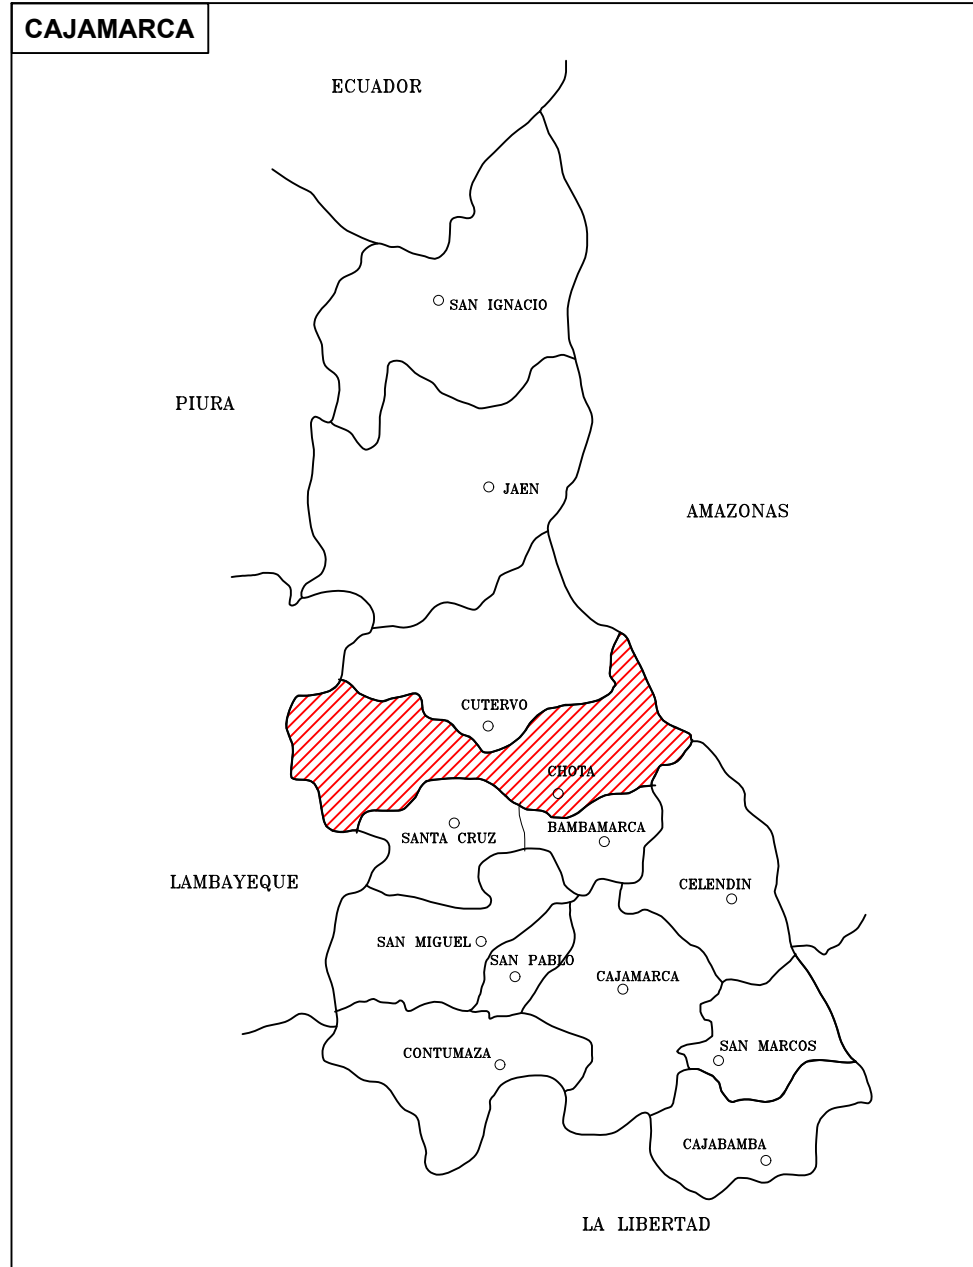 CAJAMARCA
ECUADOR
SAN IGNACIO
PIURA
JAEN
AMAZONAS
CUTERVO
CHOTA
BAMBAMARCA
SANTA CRUZ
LAMBAYEQUE
CELENDIN
SAN MIGUEL
SAN PABLO
CAJAMARCA
SAN MARCOS
CONTUMAZA
CAJABAMBA
LA LIBERTAD